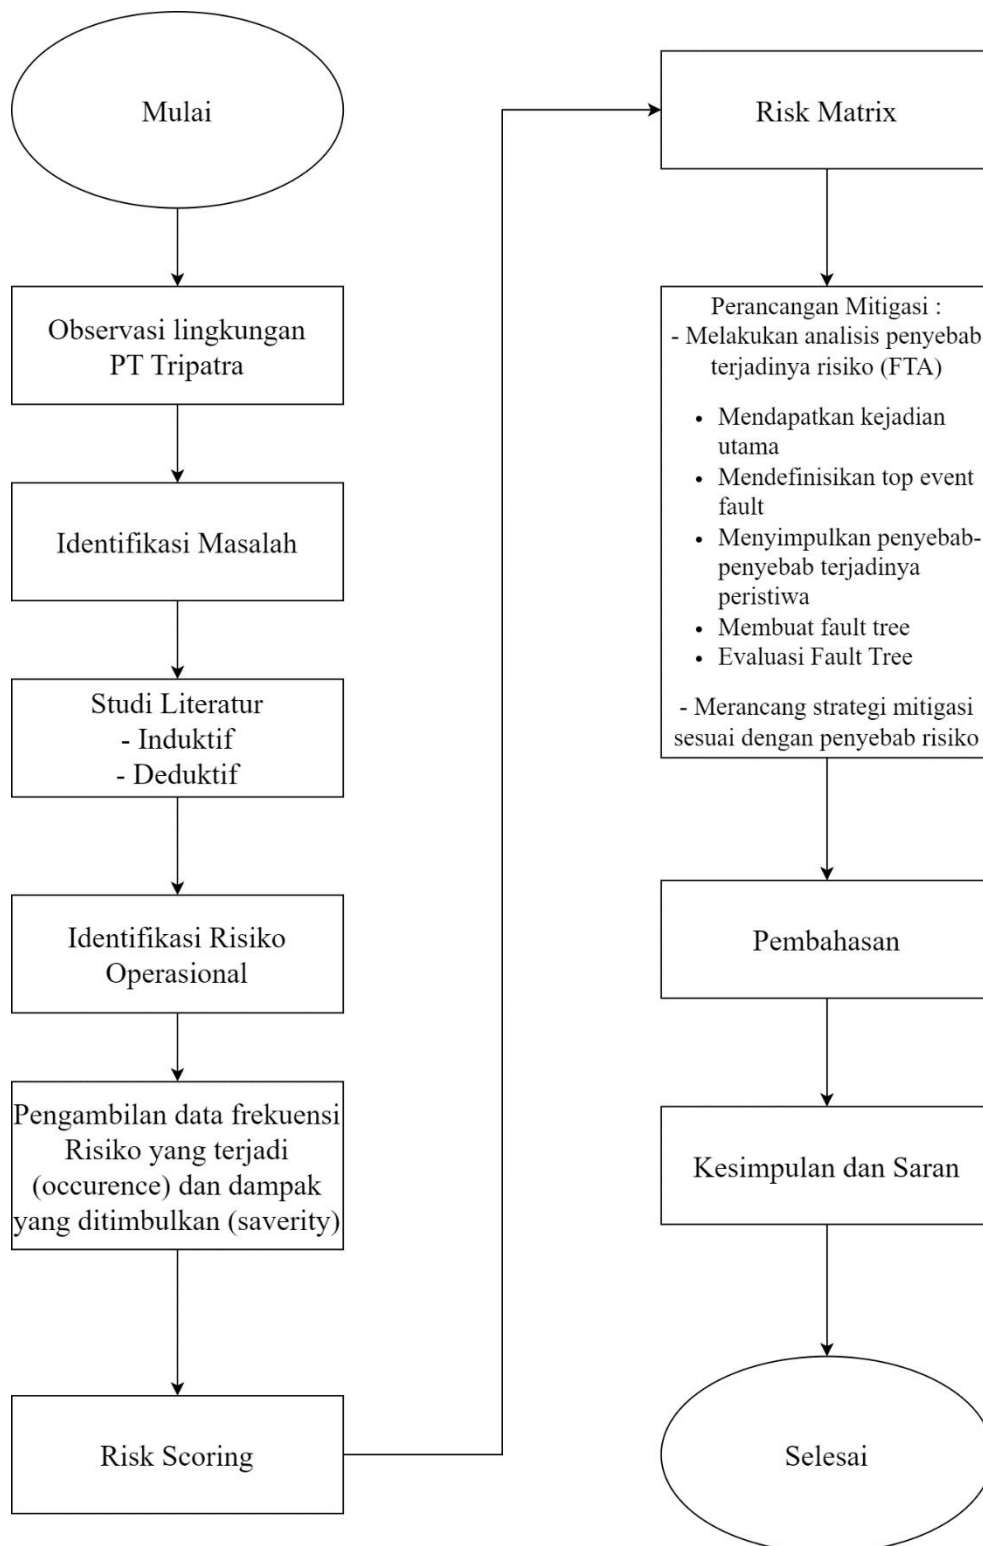 Mulai
Observasi lingkungan
PT Tripatra
Identifikasi Masalah
Studi Literatur
- Induktif
- Deduktif
Identifikasi Risiko
Operasional
Pengambilan data frekuensi
Risiko yang terjadi
(occurence) dan dampak
yang ditimbulkan (saverity)
Risk Scoring
Risk Matrix
Perancangan Mitigasi :
- Melakukan analisis penyebab
terjadinya risiko (FTA)
• Mendapatkan kejadian
utama
• Mendefinisikan top event
fault
• Menyimpulkan penyebab-
penyebab terjadinya
peristiwa
• Membuat fault tree
• Evaluasi Fault Tree
- Merancang strategi mitigasi
sesuai dengan penyebab risiko
Pembahasan
Kesimpulan dan Saran
Selesai